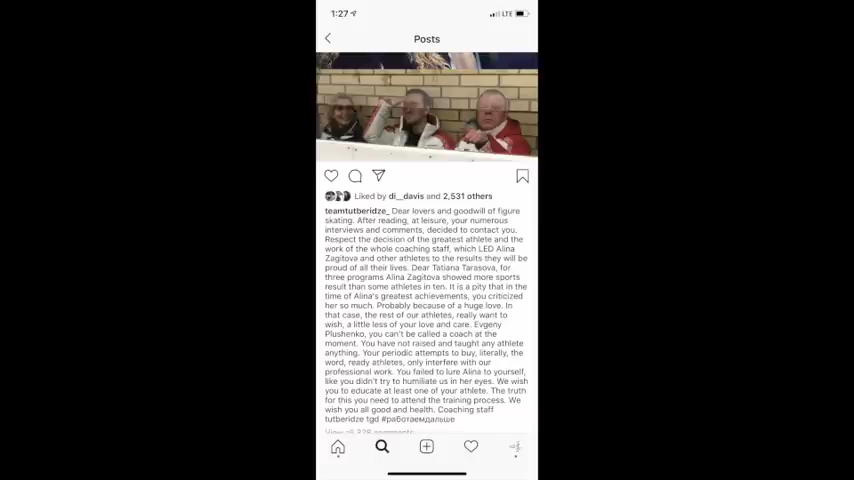 1:27
LTE
Posts
Liked by di__davis and 2,531 others
teamtutberidze_ Dear lovers and goodwill of figure
skating. After reading, at leisure, your numerous
interviews and comments, decided to contact you.
Respect the decision of the greatest athlete and the
work of the whole coaching staff, which LED Alina
Zagitova and other athletes to the results they will be
proud of all their lives. Dear Tatiana Tarasova, for
three programs Alina Zagitova showed more sports
result than some athletes in ten. It is a pity that in the
time of Alina's greatest achievements, you criticized
her so much. Probably because of a huge love. In
that case, the rest of our athletes, really want to
wish, a little less of your love and care. Evgeny
Plushenko, you can't be called a coach at the
moment. You have not raised and taught any athlete
anything. Your periodic attempts to buy, literally, the
word, ready athletes, only interfere with our
professional work. You failed to lure Alina to yourself,
like you didn't try to humiliate us in her eyes. We wish
you to educate at least one of your athlete. The truth
for this you need to attend the training process. We
wish you all good and health. Coaching staff
tutberidze tgd #работаемдальше
View all 328 comments